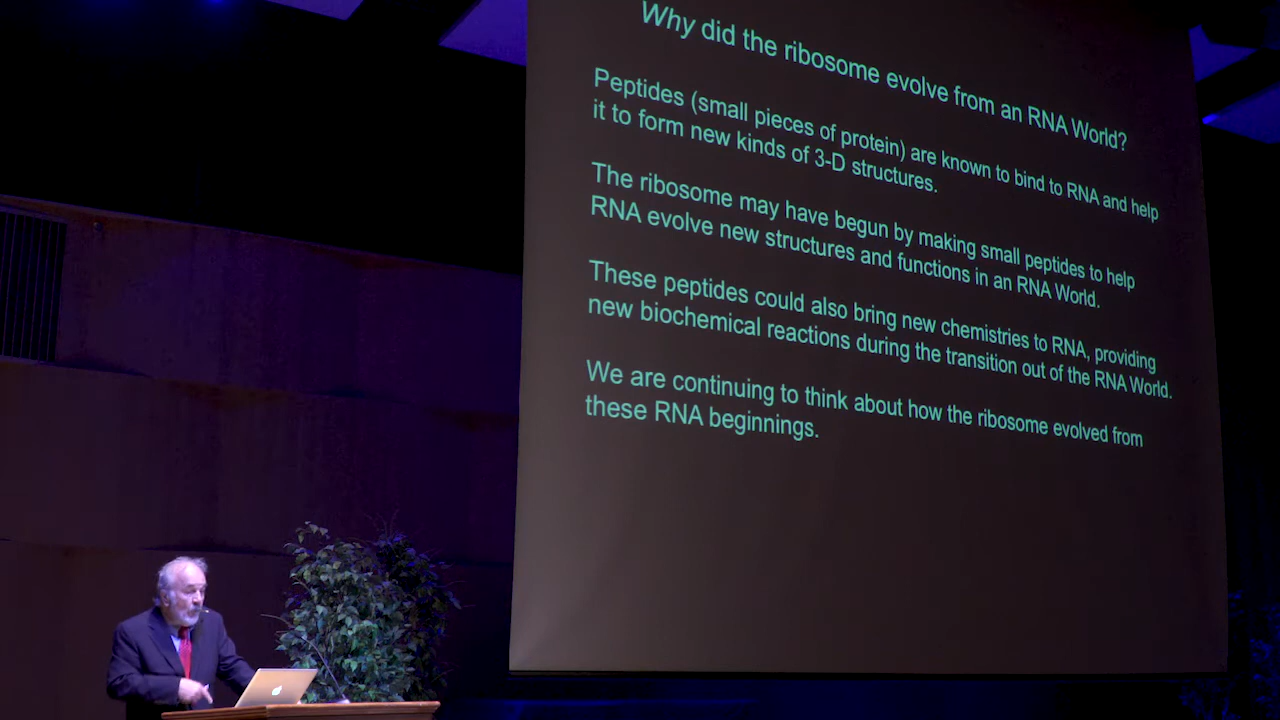 Why did the ribosome evolve from an RNA World?
Peptides (small pieces of protein) are known to bind to RNA and help
it to form new kinds of 3-D structures.
The ribosome may have begun by making small peptides to help
RNA evolve new structures and functions in an RNA World.
These peptides could also bring new chemistries to RNA, providing
new biochemical reactions during the transition out of the RNA World.
We are continuing to think about how the ribosome evolved from
these RNA beginnings.